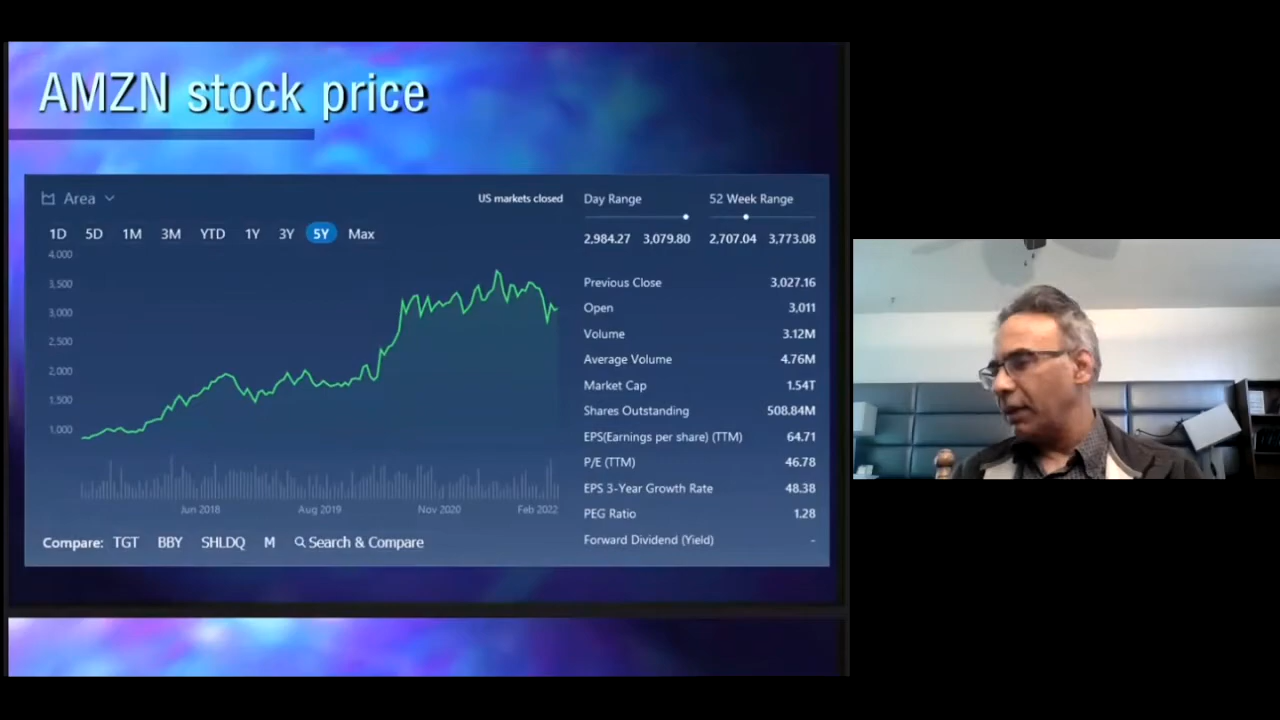 AMZN stock price
Area
US markets closed
1D 5D 1M 3M YTD 1Y 3Y 5Y Max
4,000
3,500
3,000
2,500
2,000
1,500
1,000
Jun 2018 Aug 2019 Nov 2020 Feb 2022
Compare: TGT BBY SHLDQ M Search & Compare
Day Range 52 Week Range
2,984.27 3,079.80 2,707.04 3,773.08
Previous Close 3,027.16
Open 3,011
Volume 3.12M
Average Volume 4.76M
Market Cap 1.54T
Shares Outstanding 508.84M
EPS(Earnings per share) (TTM) 64.71
P/E (TTM) 46.78
EPS 3-Year Growth Rate 48.38
PEG Ratio 1.28
Forward Dividend (Yield) -